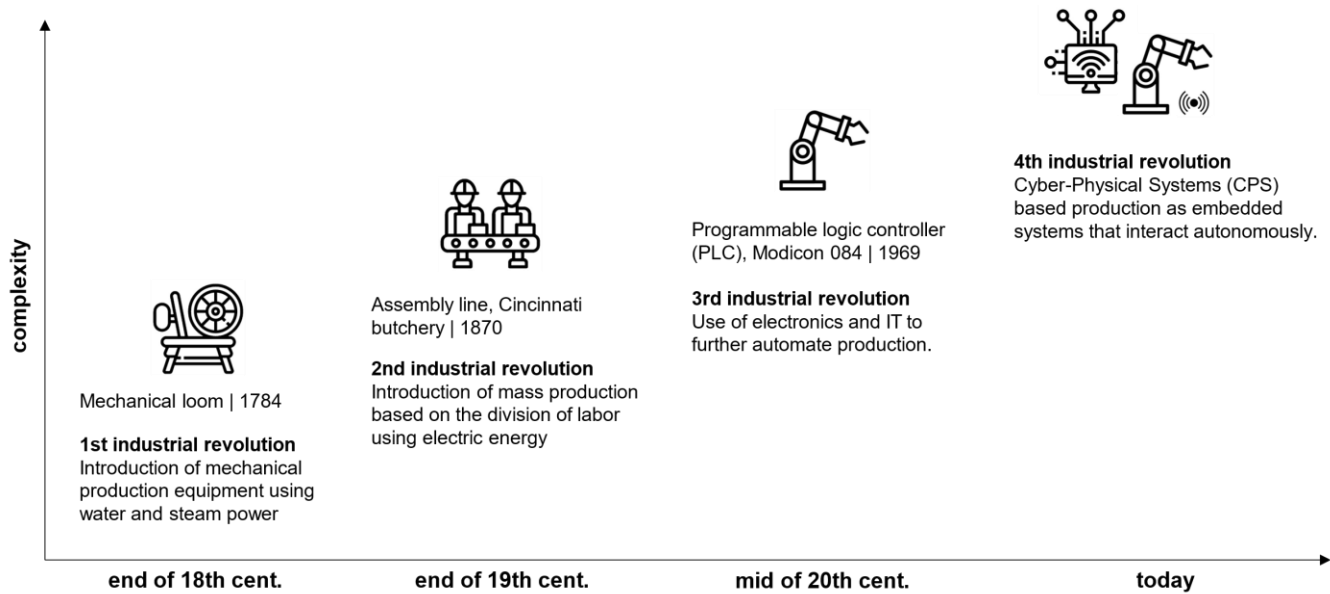 complexity
Mechanical loom | 1784
1st industrial revolution
Introduction of mechanical
production equipment using
water and steam power
Assembly line, Cincinnati
butchery | 1870
2nd industrial revolution
Introduction of mass production
based on the division of labor
using electric energy
Programmable logic controller
(PLC), Modicon 084 | 1969
3rd industrial revolution
Use of electronics and IT to
further automate production.
4th industrial revolution
Cyber-Physical Systems (CPS)
based production as embedded
systems that interact autonomously.
end of 18th cent.
end of 19th cent.
mid of 20th cent.
today